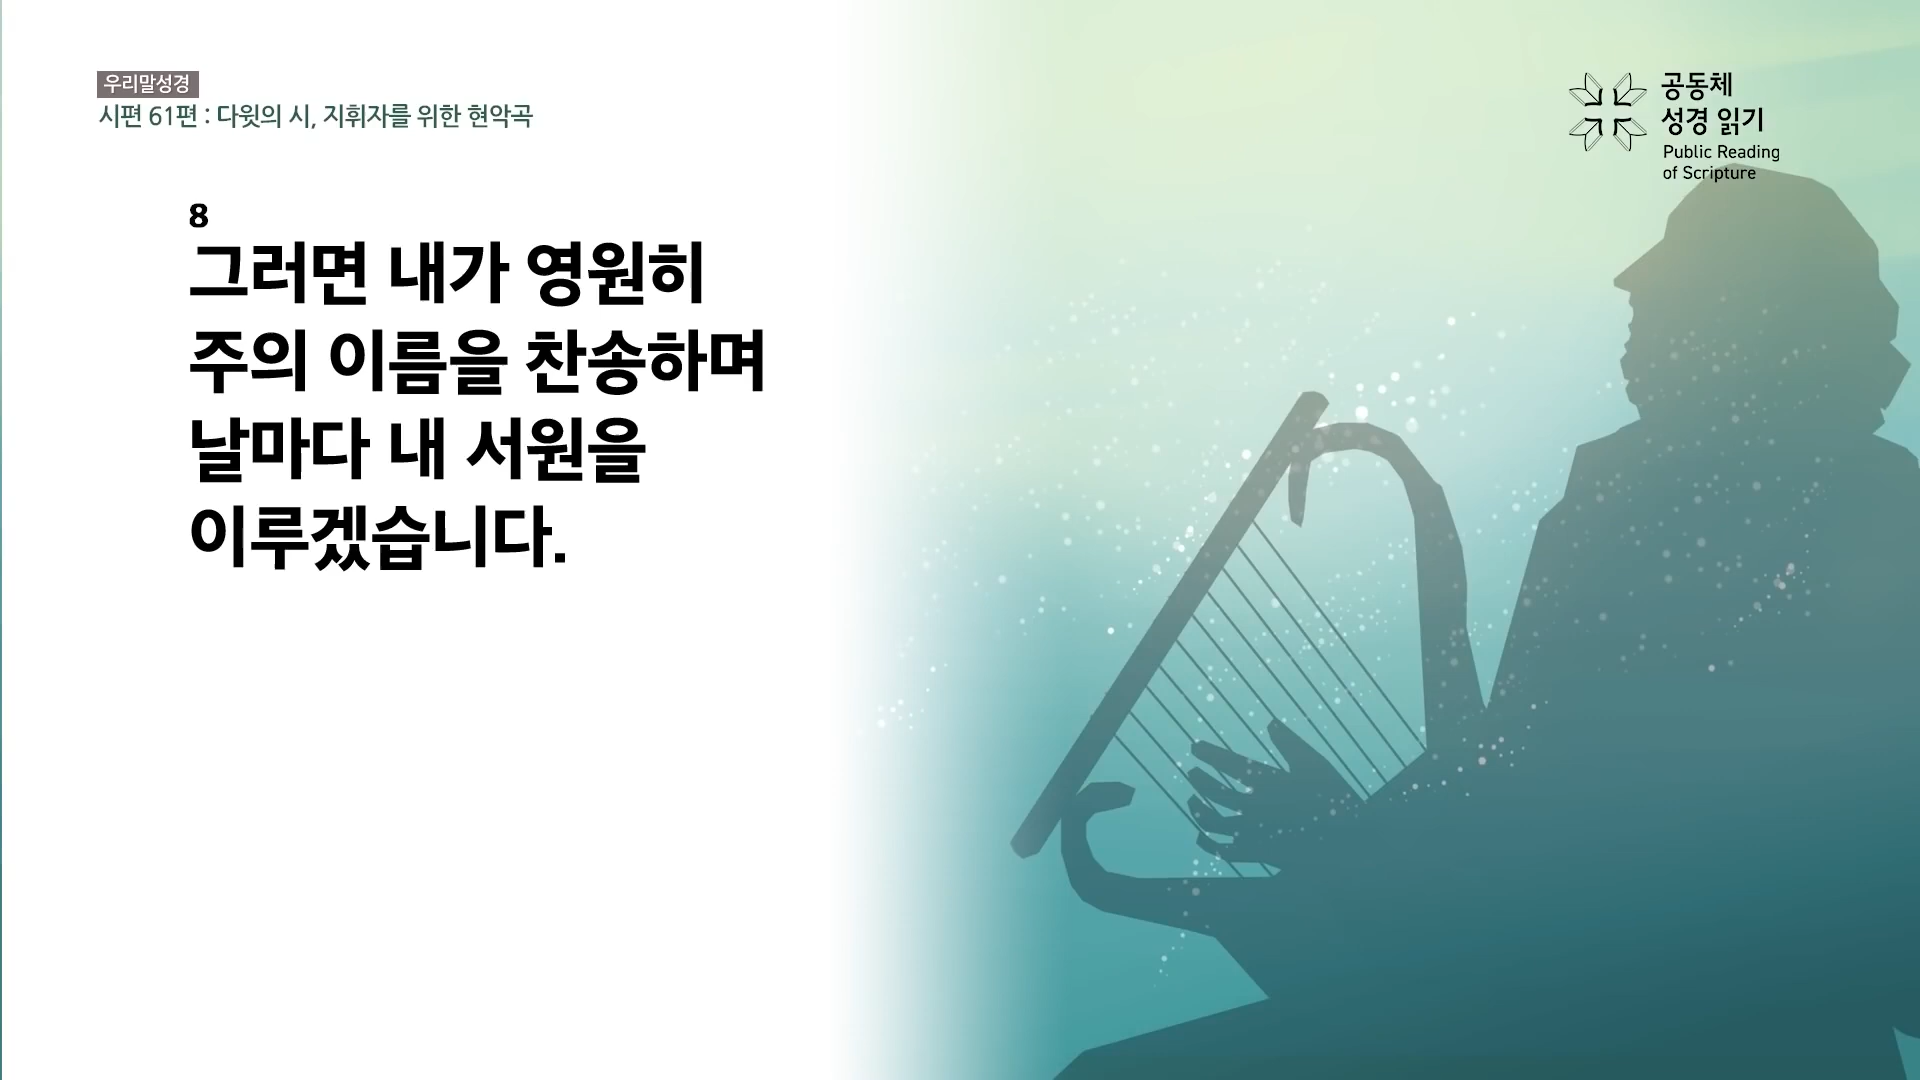 우리말성경
시편 61편 : 다윗의 시, 지휘자를 위한 현악곡
공동체
성경 읽기
Public Reading
of Scripture
8
그러면 내가 영원히
주의 이름을 찬송하며
날마다 내 서원을
이루겠습니다.